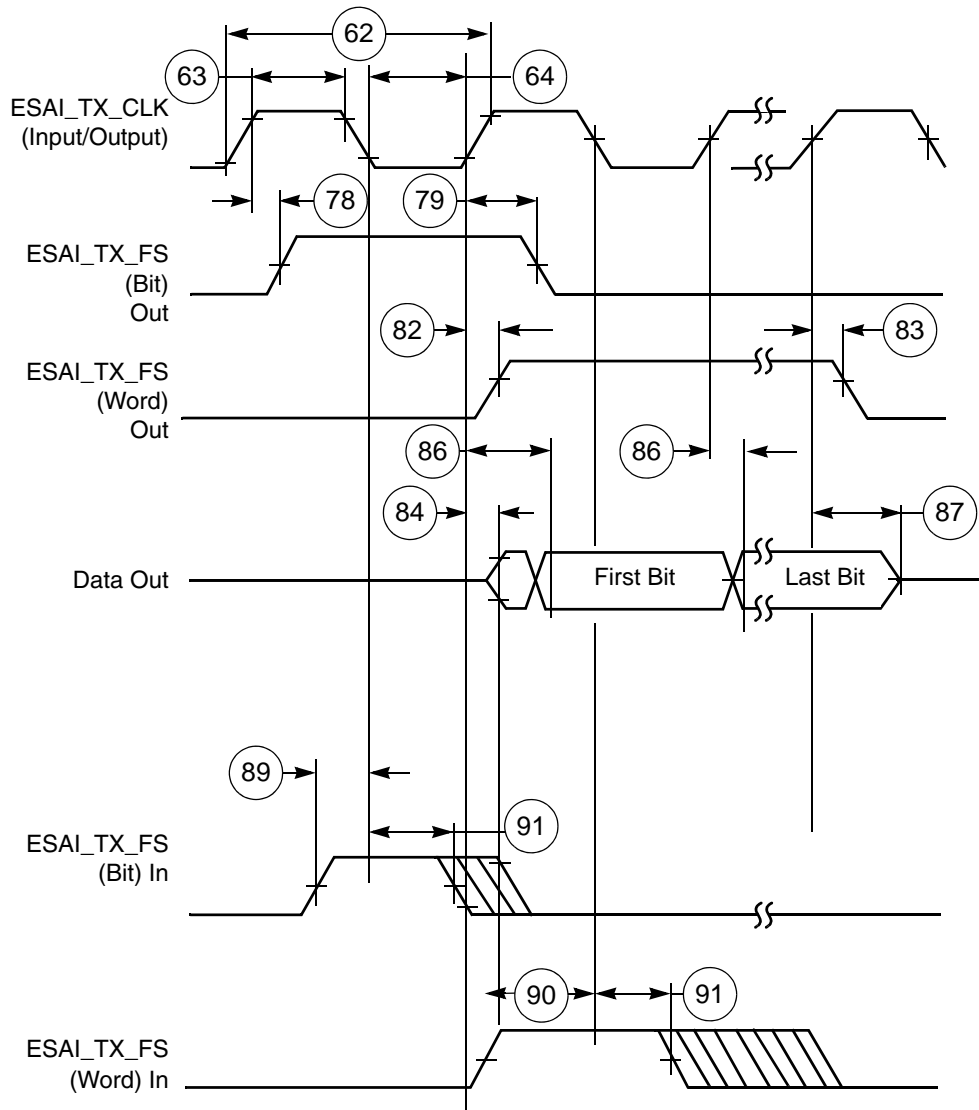 62
63
64
ESAI_TX_CLK
(Input/Output)
78
79
ESAI_TX_FS
(Bit)
Out
82
83
ESAI_TX_FS
(Word)
Out
86
86
84
87
Data Out
First Bit
Last Bit
89
91
ESAI_TX_FS
(Bit) In
90
91
ESAI_TX_FS
(Word) In